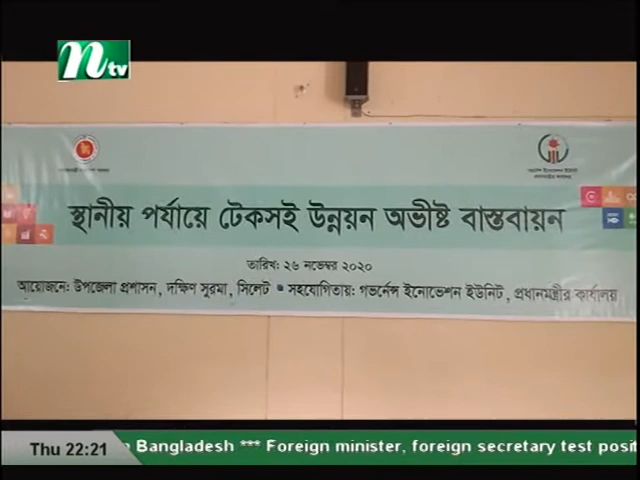 ntv
স্থানীয় পর্যায়ে টেকসই উন্নয়ন অভীষ্ট বাস্তবায়ন
তারিখ: ২৬ নভেম্বর ২০২০
আয়োজনে: উপজেলা প্রশাসন, দক্ষিণ সুরমা, সিলেট • সহযোগিতায়: গভর্নেন্স ইনোভেশন ইউনিট, প্রধানমন্ত্রীর কার্যালয়
Thu 22:21 Bangladesh *** Foreign minister, foreign secretary test posit